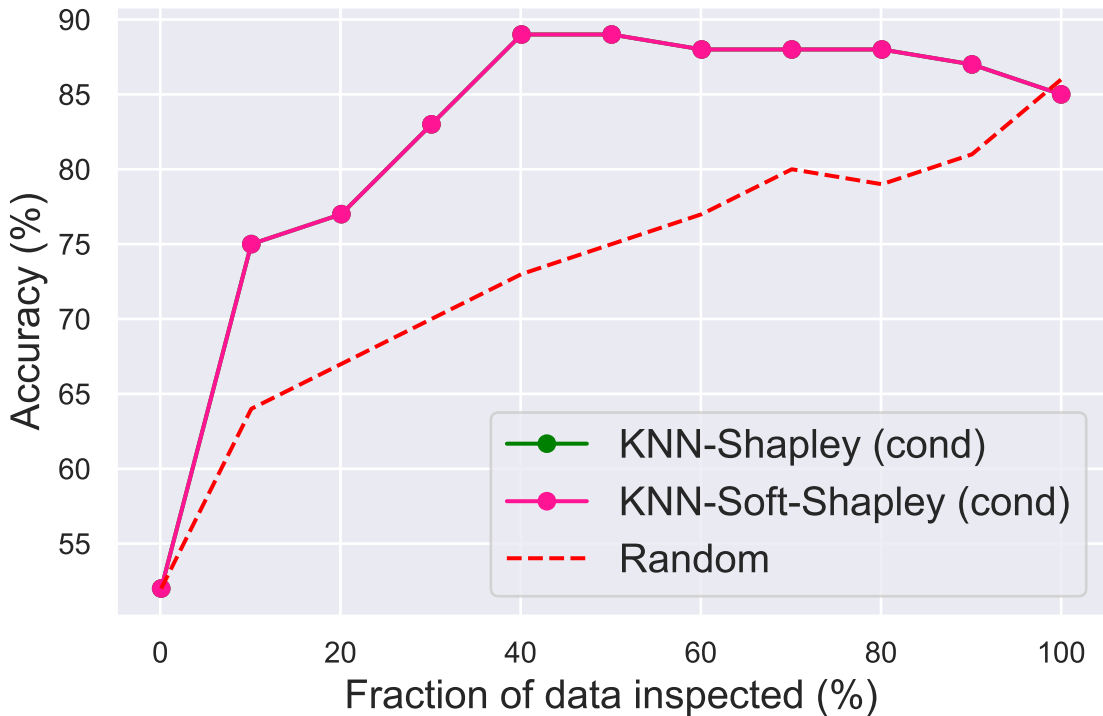 90
85
80
75
70
65
60
55
Accuracy (%)
KNN-Shapley (cond)
KNN-Soft-Shapley (cond)
Random
0 20 40 60 80 100
Fraction of data inspected (%)